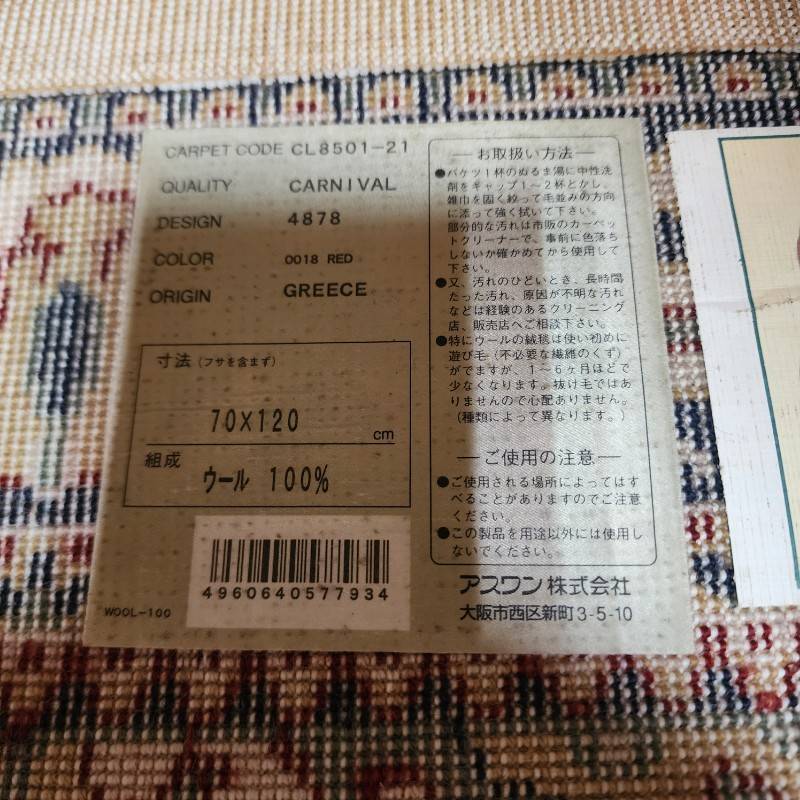 CARPET CODE CL8501-21
QUALITY CARNIVAL
DESIGN 4878
COLOR 0018 RED
ORIGIN GREECE
寸法（フサを含まず）
70×120
cm
組成 ウール 100%
4960640577934
WOOL-100
お取扱い方法
●バケツ1杯のぬるま湯に中性洗
剤をキャップ1〜2杯とかし、
雑巾を固く絞って毛並みの方向
に添って強く拭いて下さい。
部分的な汚れは市販のカーペッ
トクリーナーで、事前に色落ち
しないか確かめてから使用して
下さい。
●又、汚れのひどいとき、長時間
たった汚れ、原因が不明な汚れ
などは経験のあるクリーニング
店、販売店へご相談下さい。
●特にウールの絨毯は使い初めに
遊び毛（不必要な繊維のくず）
がでますが、1〜6ヶ月ほどで
少なくなります。抜け毛ではあ
りませんので心配ありません。
（種類によって異なります。）
ご使用の注意
●ご使用される場所によってはす
べることがありますのでご注意
ください。
●この製品を用途以外には使用し
ないでください。
アスワン株式会社
大阪市西区新町3-5-10